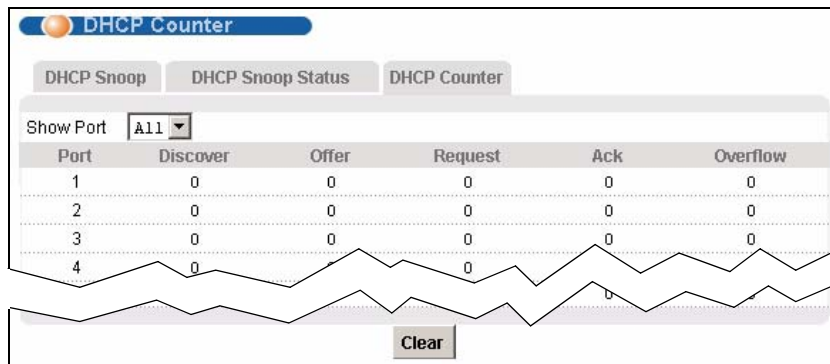 DHCP Counter
DHCP Snoop DHCP Snoop Status DHCP Counter
Show Port All
Port Discover Offer Request Ack Overflow
1 0 0 0 0 0
2 0 0 0 0 0
3 0 0 0 0 0
4 0 0
Clear